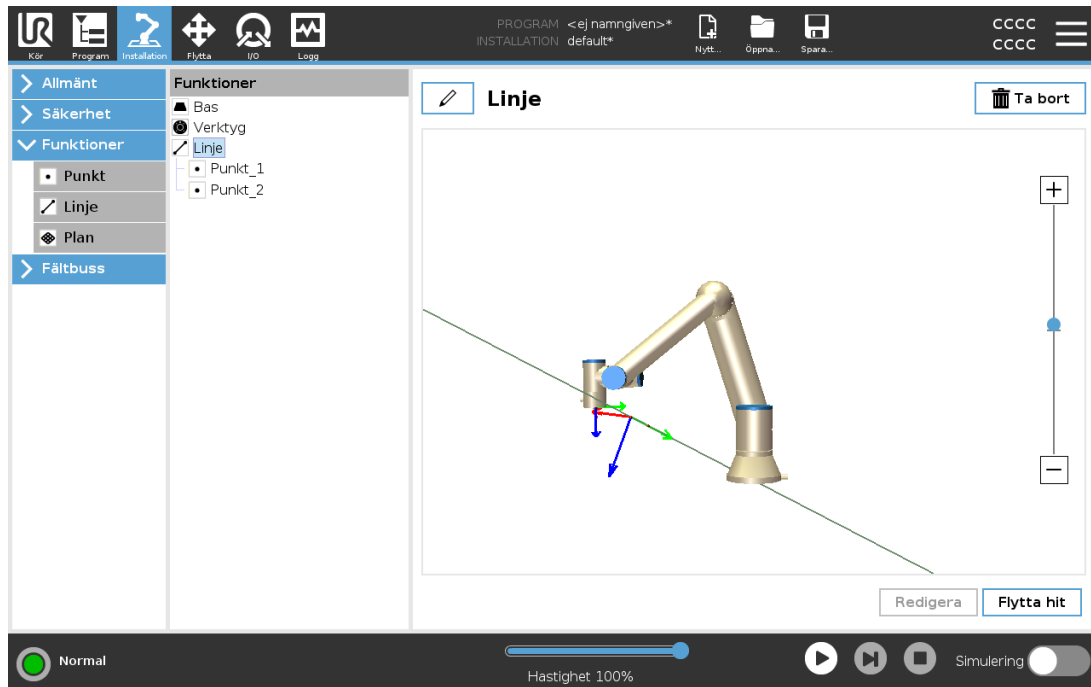 UR
Kör
Program
Installation
Flytta
I/O
Logg
PROGRAM <ej namngiven>*
INSTALLATION default*
Nytt...
Öppna...
Spara...
CCCC
CCCC
Allmänt
Säkerhet
Funktioner
Punkt
Linje
Plan
Fältbuss
Funktioner
Bas
Verktyg
Linje
Punkt_1
Punkt_2
Linje
Ta bort
Redigera
Flytta hit
Normal
Hastighet 100%
Simulering